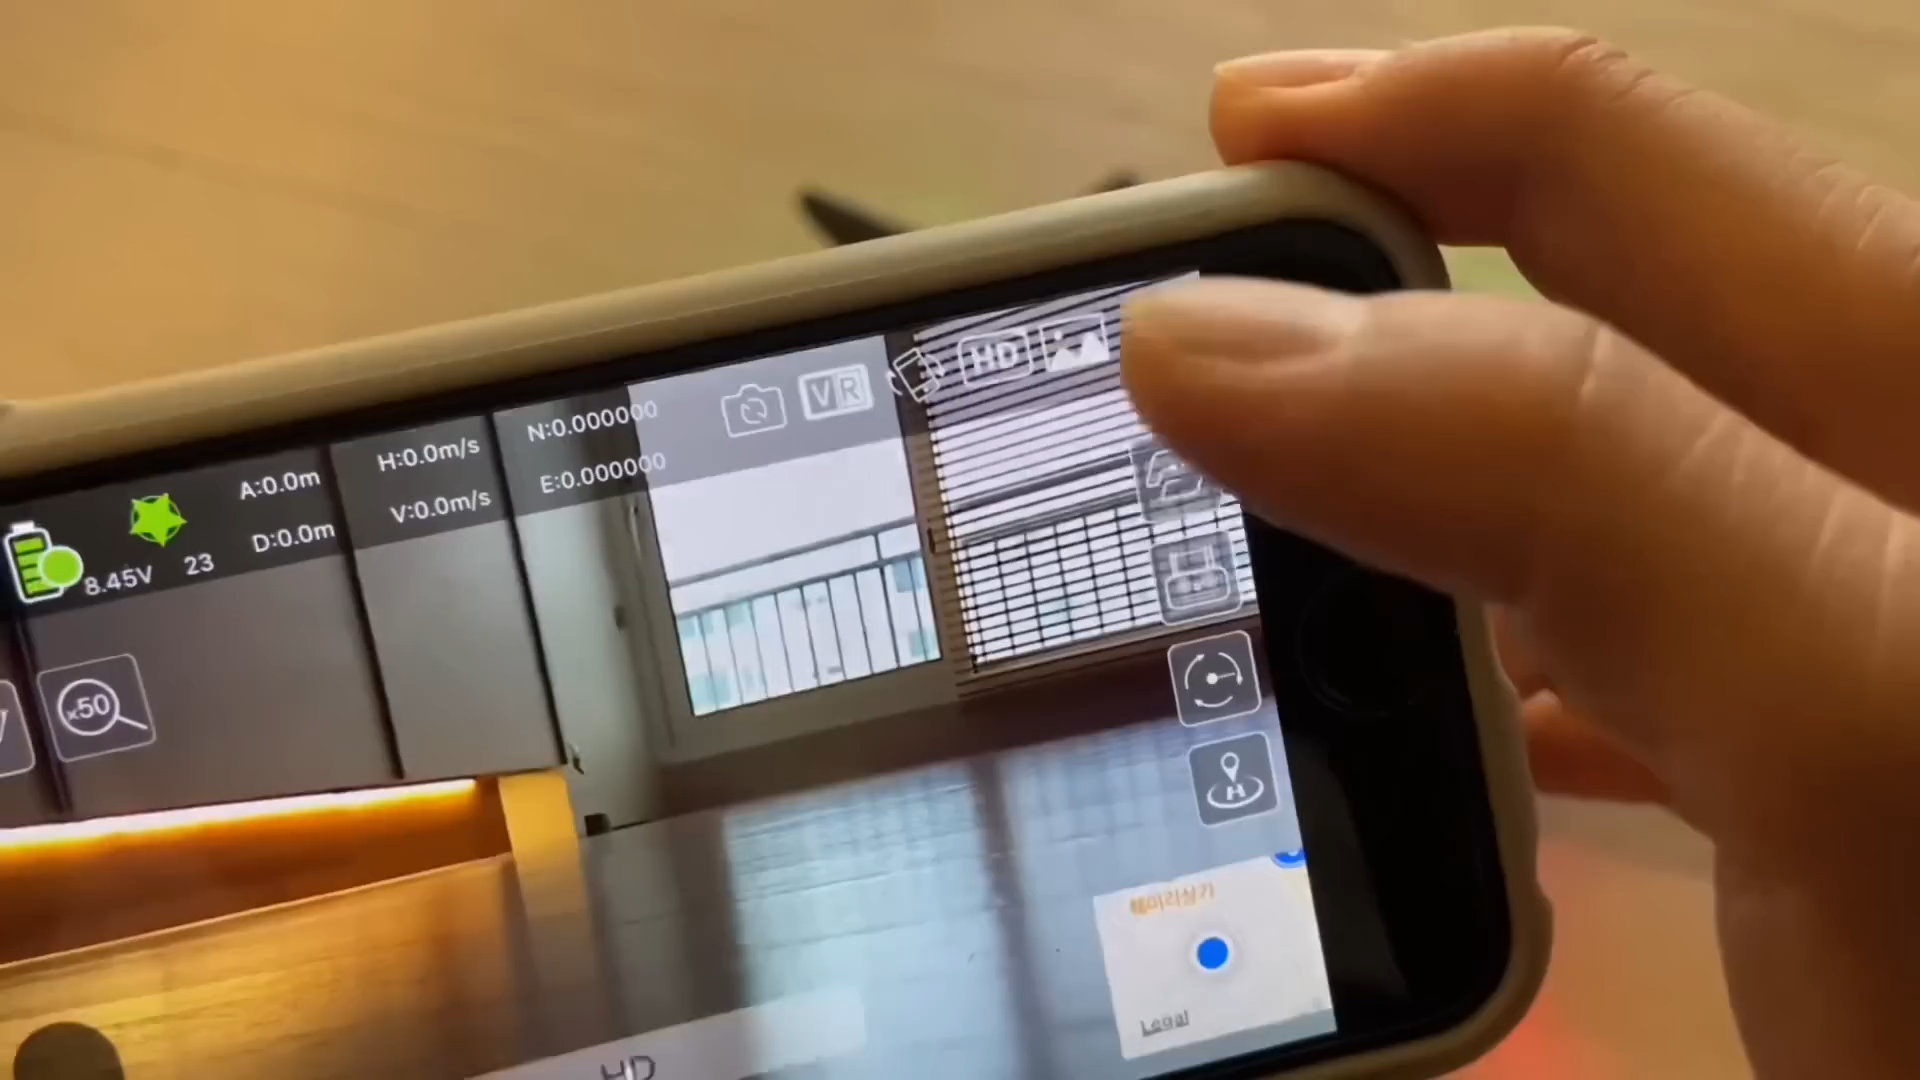 VR
HD
N:0.000000
E:0.000000
H:0.0m/s
V:0.0m/s
A:0.0m
D:0.0m
8.45V
23
x50
H
Legal
HD